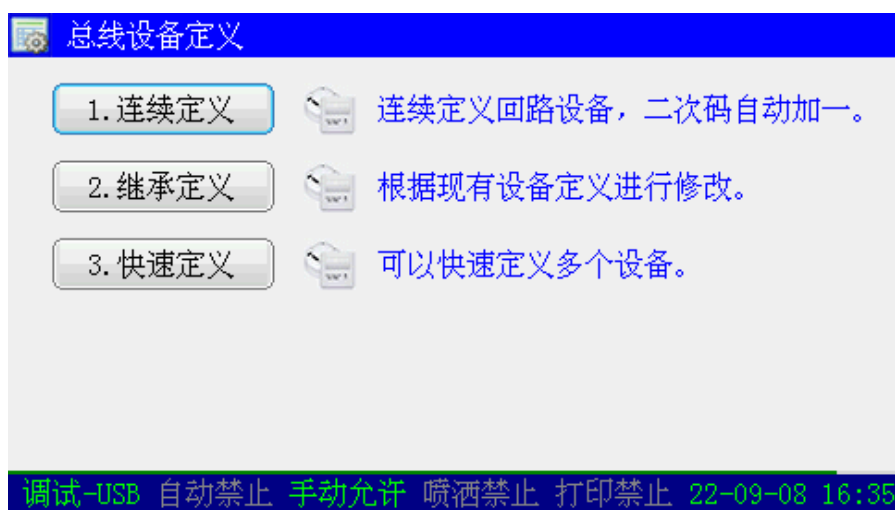 总线设备定义
1.连续定义 连续定义回路设备，二次码自动加一。
2.继承定义 根据现有设备定义进行修改。
3.快速定义 可以快速定义多个设备。
调试-USB 自动禁止 手动允许 喷洒禁止 打印禁止 22-09-08 16:35